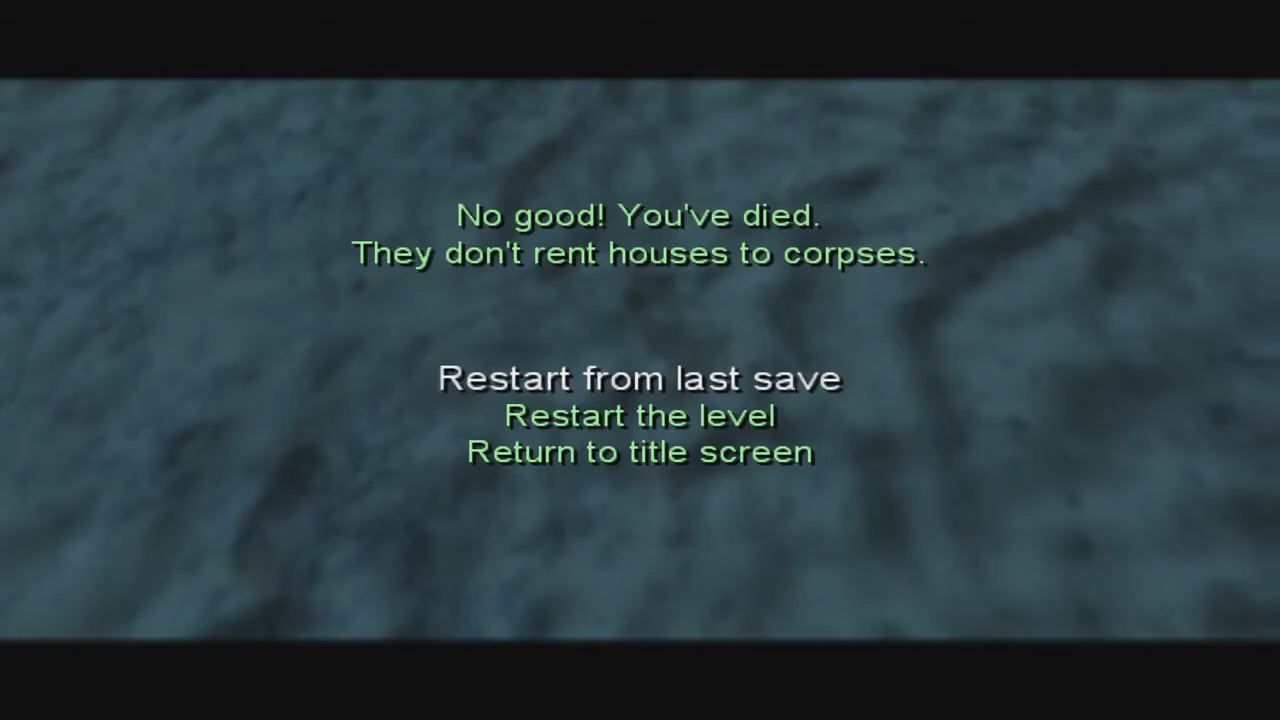 No good! You've died.
They don't rent houses to corpses.
Restart from last save
Restart the level
Return to title screen